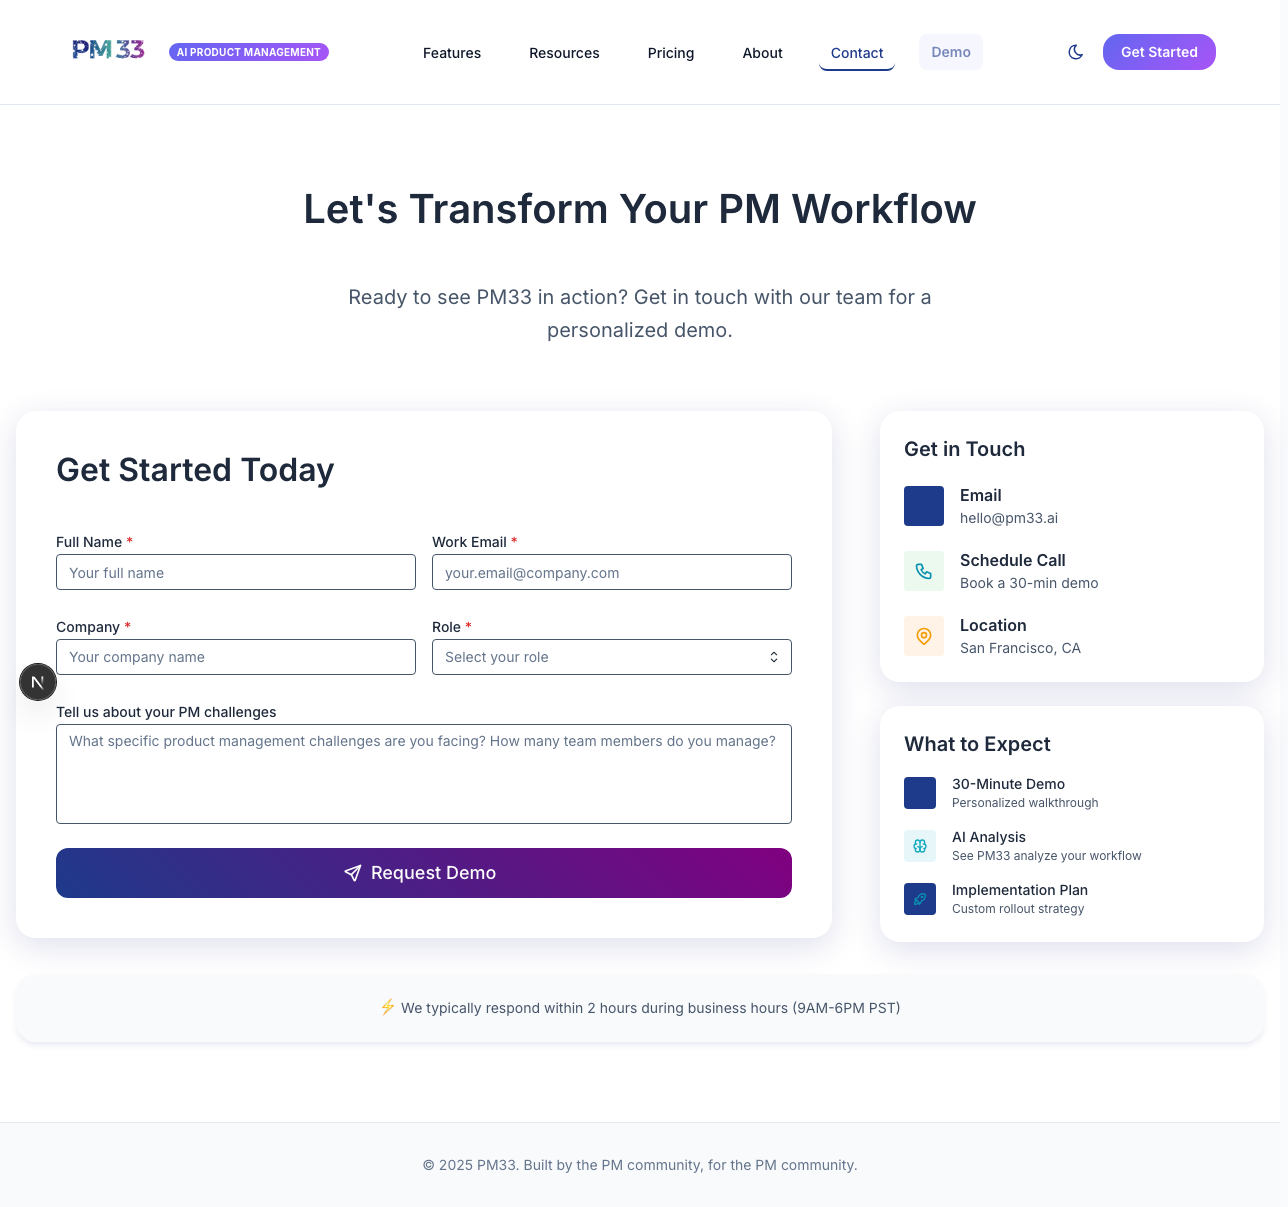 PM33 AI PRODUCT MANAGEMENT Features Resources Pricing About Contact Demo Get Started
Let's Transform Your PM Workflow
Ready to see PM33 in action? Get in touch with our team for a
personalized demo.
Get Started Today
Full Name * Work Email *
Your full name your.email@company.com
Company * Role *
Your company name Select your role
N
Tell us about your PM challenges
What specific product management challenges are you facing? How many team members do you manage?
Request Demo
Get in Touch
Email
hello@pm33.ai
Schedule Call
Book a 30-min demo
Location
San Francisco, CA
What to Expect
30-Minute Demo
Personalized walkthrough
AI Analysis
See PM33 analyze your workflow
Implementation Plan
Custom rollout strategy
⚡ We typically respond within 2 hours during business hours (9AM-6PM PST)
© 2025 PM33. Built by the PM community, for the PM community.